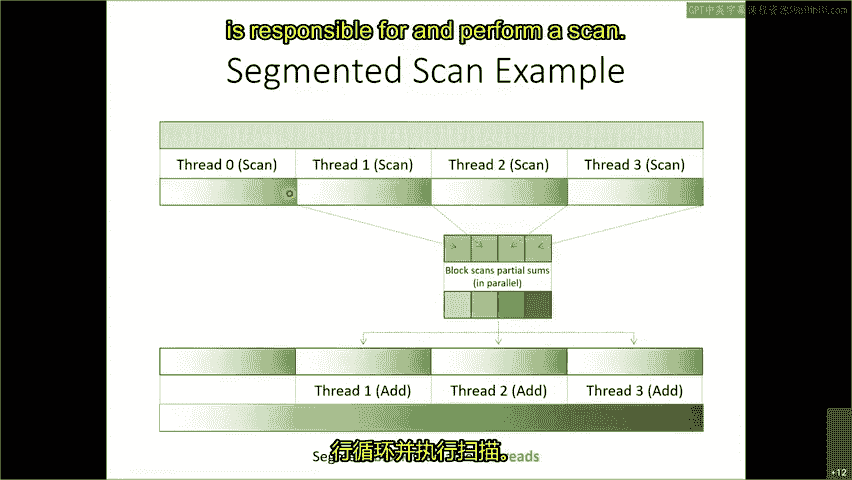 is responsible for and perform a scan.
Segmented Scan Example
Thread 0 (Scan) Thread 1 (Scan) Thread 2 (Scan) Thread 3 (Scan)
Block scans partial sums
(in parallel)
Thread 1 (Add) Thread 2 (Add) Thread 3 (Add)
行循环并执行扫描。
+12